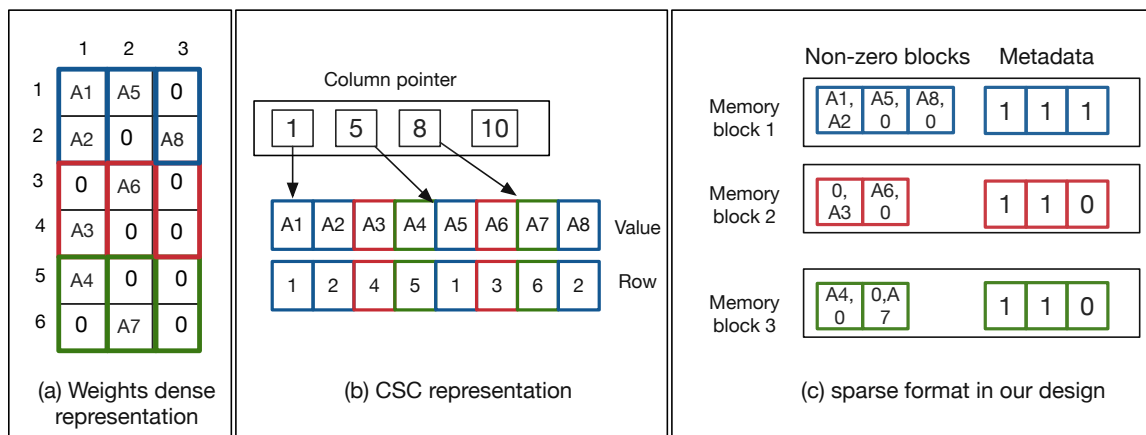 1 2 3
1 A1 A5 0
2 A2 0 A8
3 0 A6 0
4 A3 0 0
5 A4 0 0
6 0 A7 0
(a) Weights dense
representation
Column pointer
1 5 8 10
A1 A2 A3 A4 A5 A6 A7 A8 Value
1 2 4 5 1 3 6 2 Row
(b) CSC representation
Non-zero blocks Metadata
Memory
block 1
A1, A5, A8,
A2 0 0
1 1 1
Memory
block 2
0, A6,
A3 0
1 1 0
Memory
block 3
A4, 0,A
0 7
1 1 0
(c) sparse format in our design